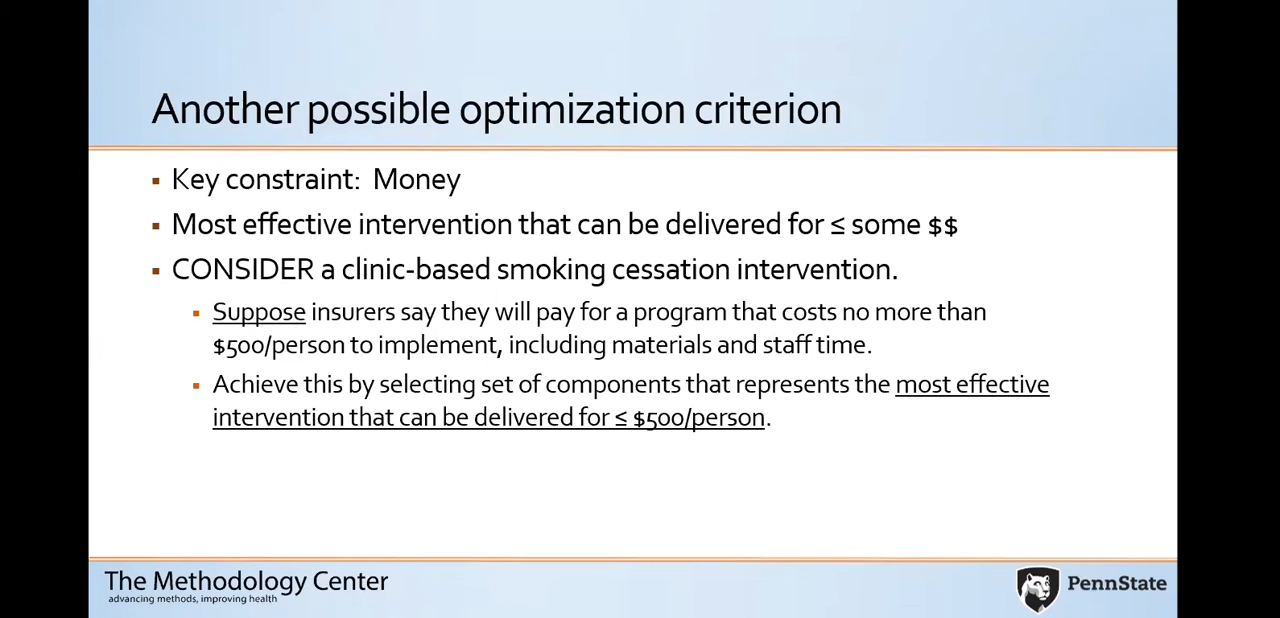 Another possible optimization criterion
▪ Key constraint: Money
▪ Most effective intervention that can be delivered for ≤ some $$
▪ CONSIDER a clinic-based smoking cessation intervention.
▪ Suppose insurers say they will pay for a program that costs no more than
$500/person to implement, including materials and staff time.
▪ Achieve this by selecting set of components that represents the most effective
intervention that can be delivered for ≤ $500/person.
The Methodology Center
advancing methods, improving health
PennState